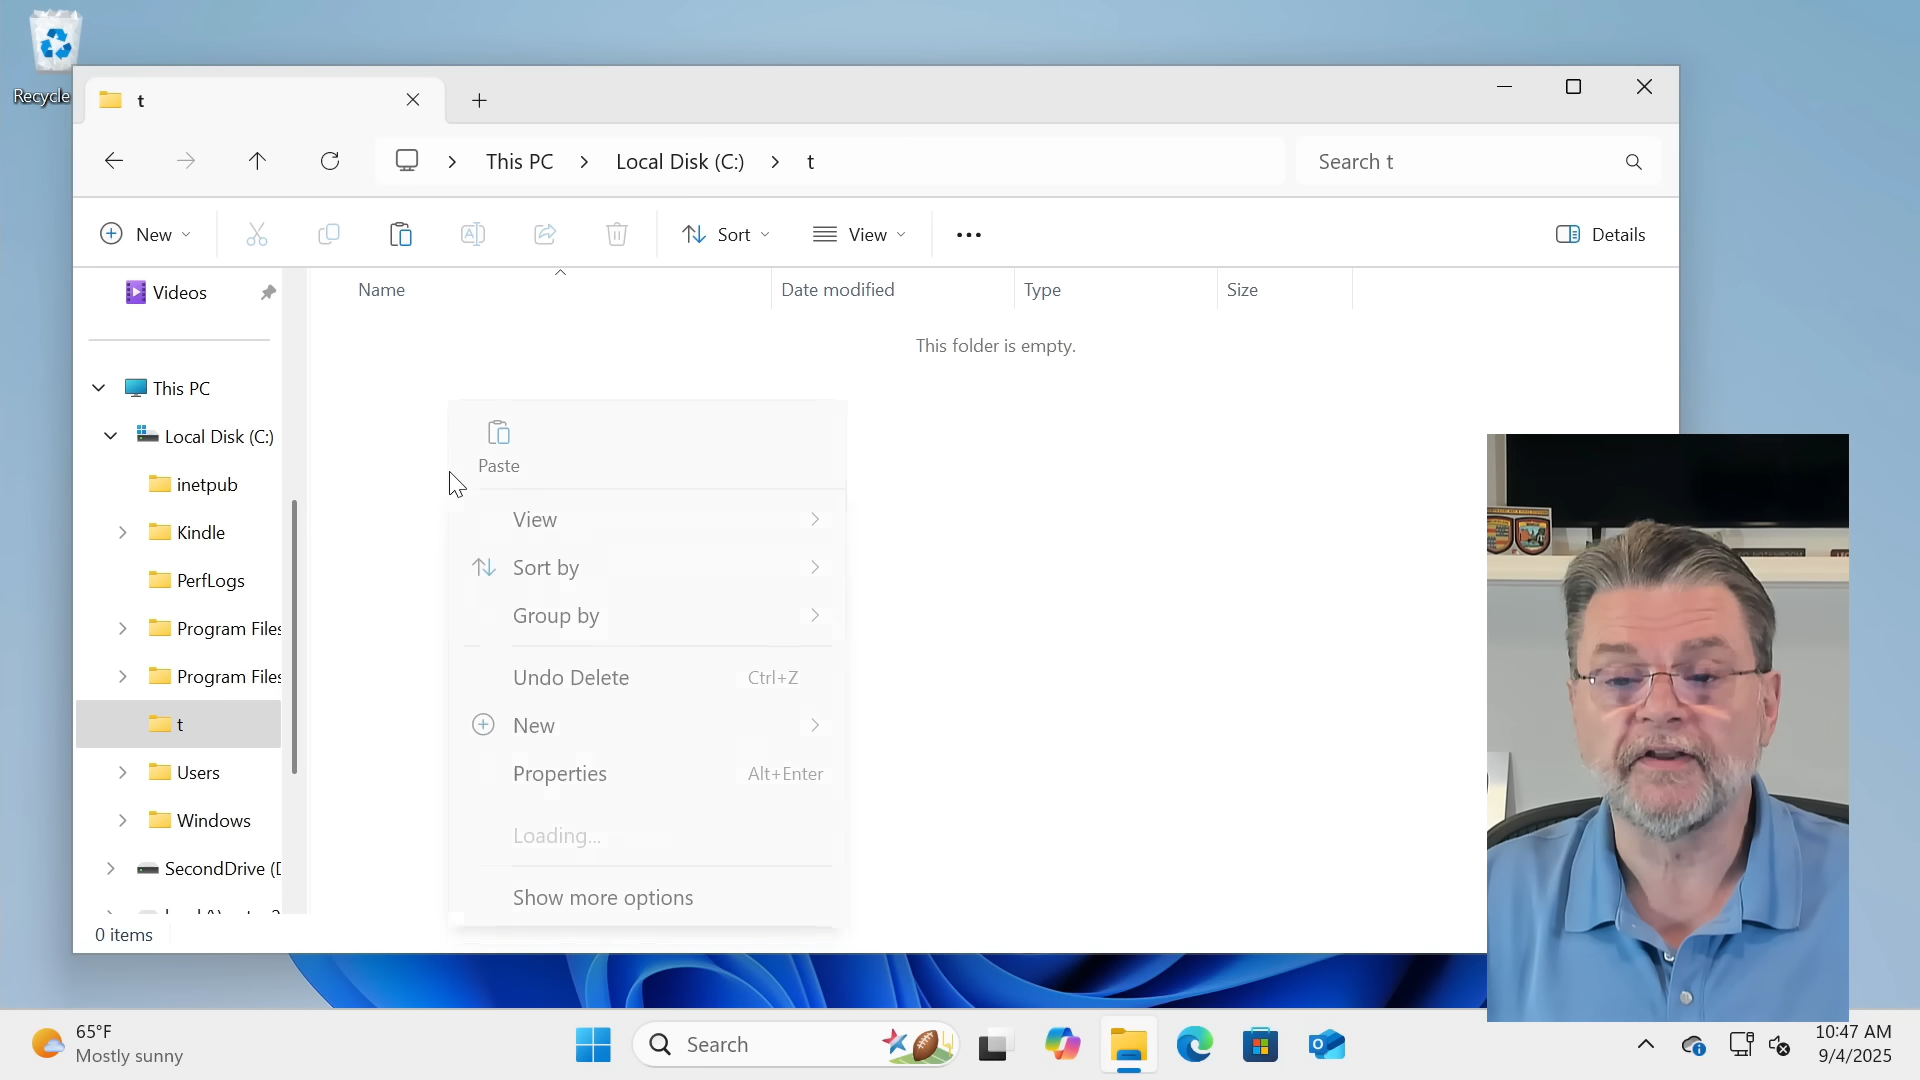 Recycle
t
This PC
Local Disk (C:)
t
Search t
New
Sort
View
Details
Videos
This PC
Local Disk (C:)
inetpub
Kindle
PerfLogs
Program Files
Program Files
t
Users
Windows
SecondDrive (D
0 items
Name
Date modified
Type
Size
This folder is empty.
Paste
View
Sort by
Group by
Undo Delete Ctrl+Z
New
Properties Alt+Enter
Loading...
Show more options
65°F
Mostly sunny
Search
10:47 AM
9/4/2025